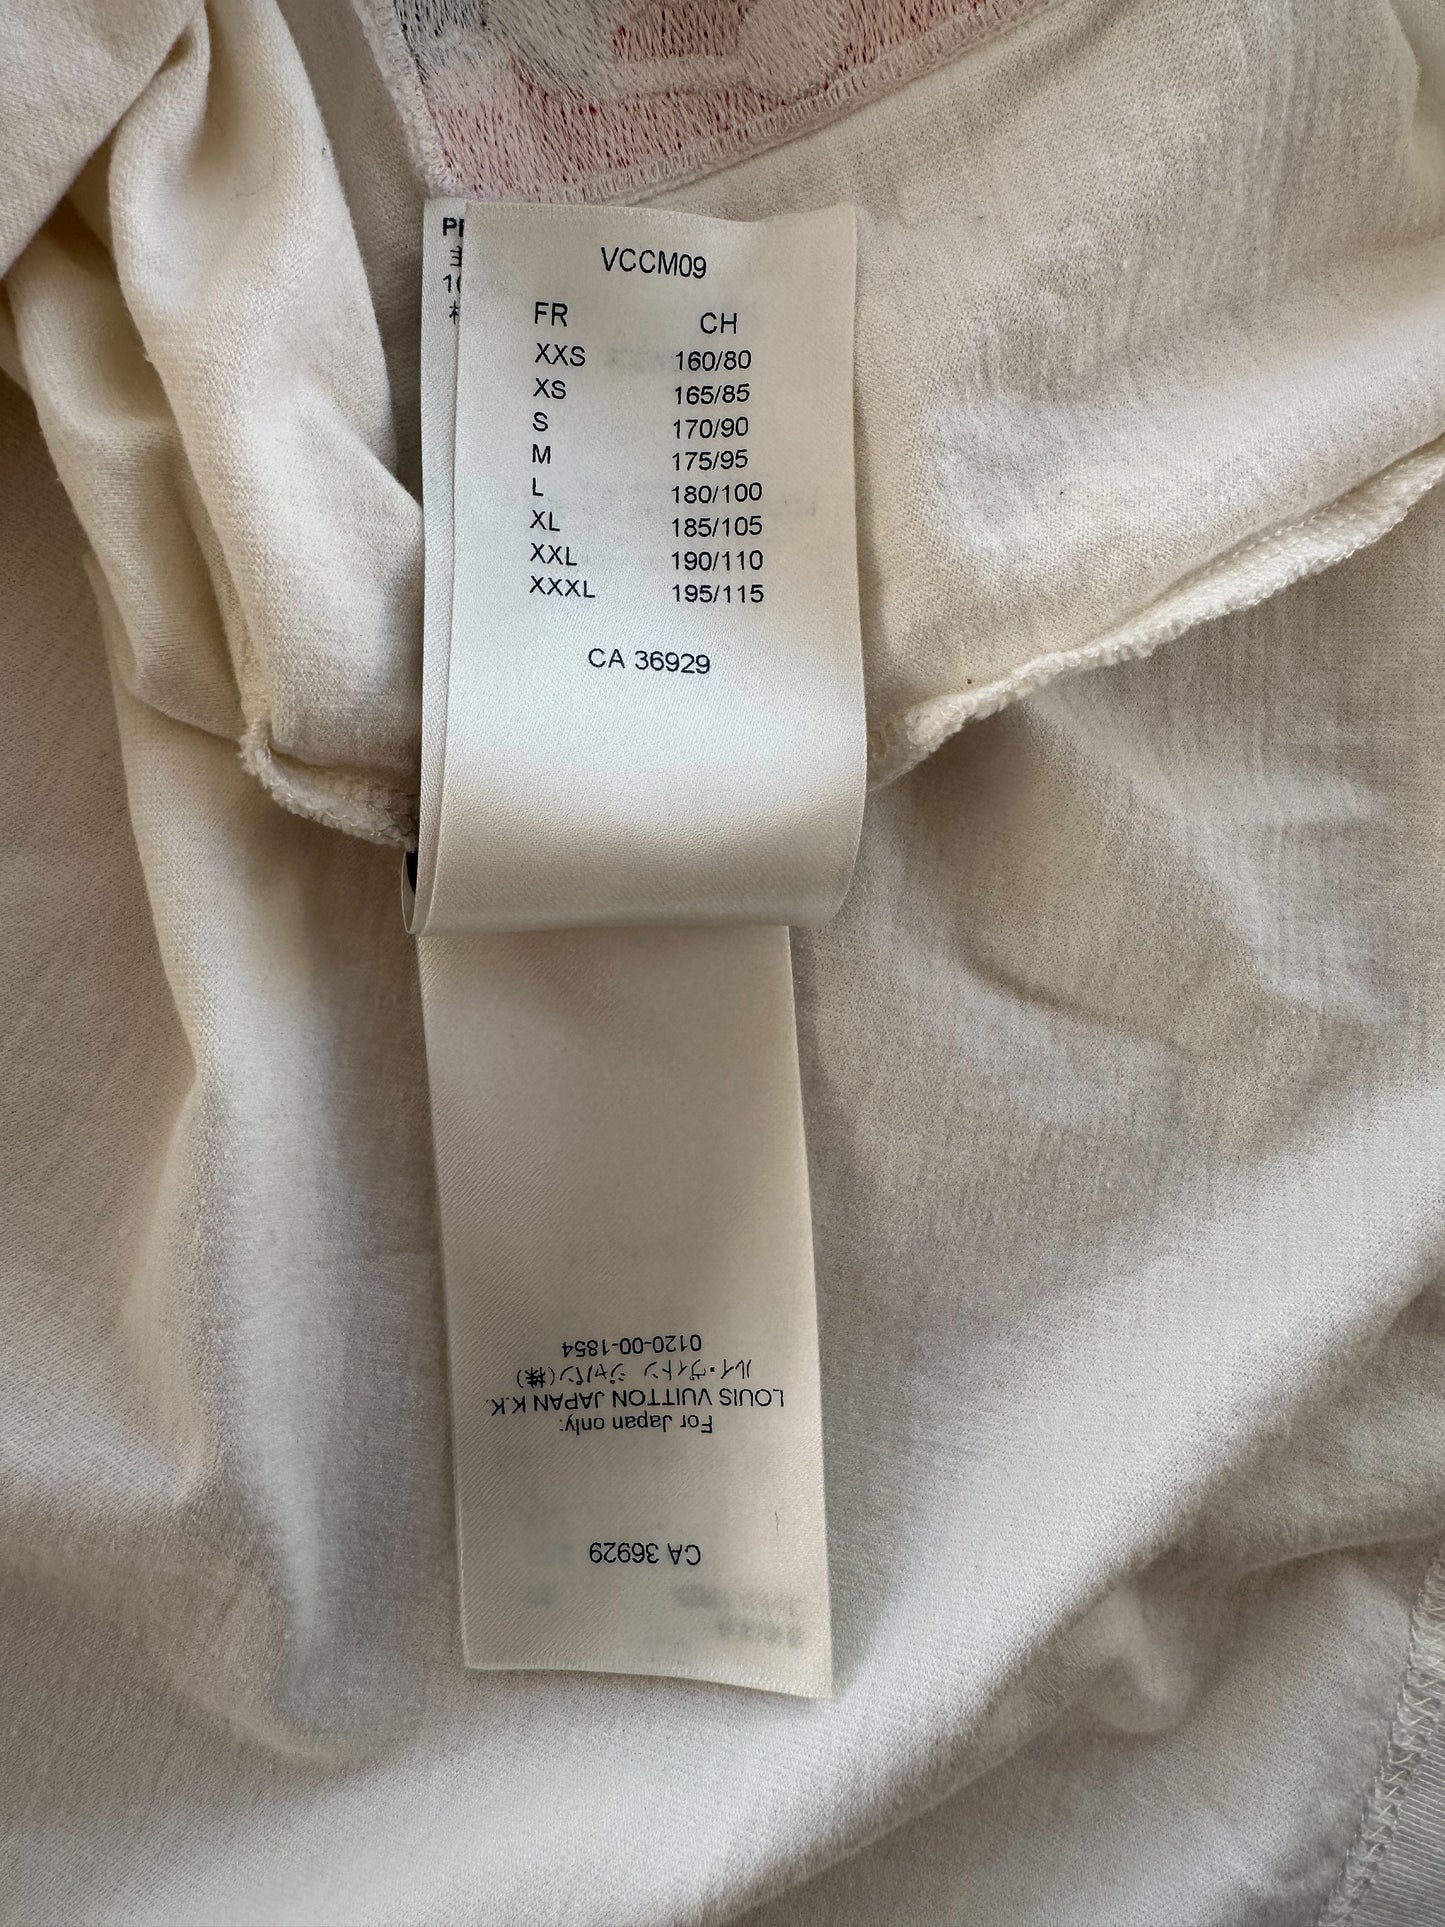 VCCM09
FR CH
XXS 160/80
XS 165/85
S 170/90
M 175/95
L 180/100
XL 185/105
XXL 190/110
XXXL 195/115
CA 36929
CA 36929
For Japan only:
LOUIS VUITTON JAPAN K.K.
ルイ・ヴィトン ジャパン(株)
0120-00-1854